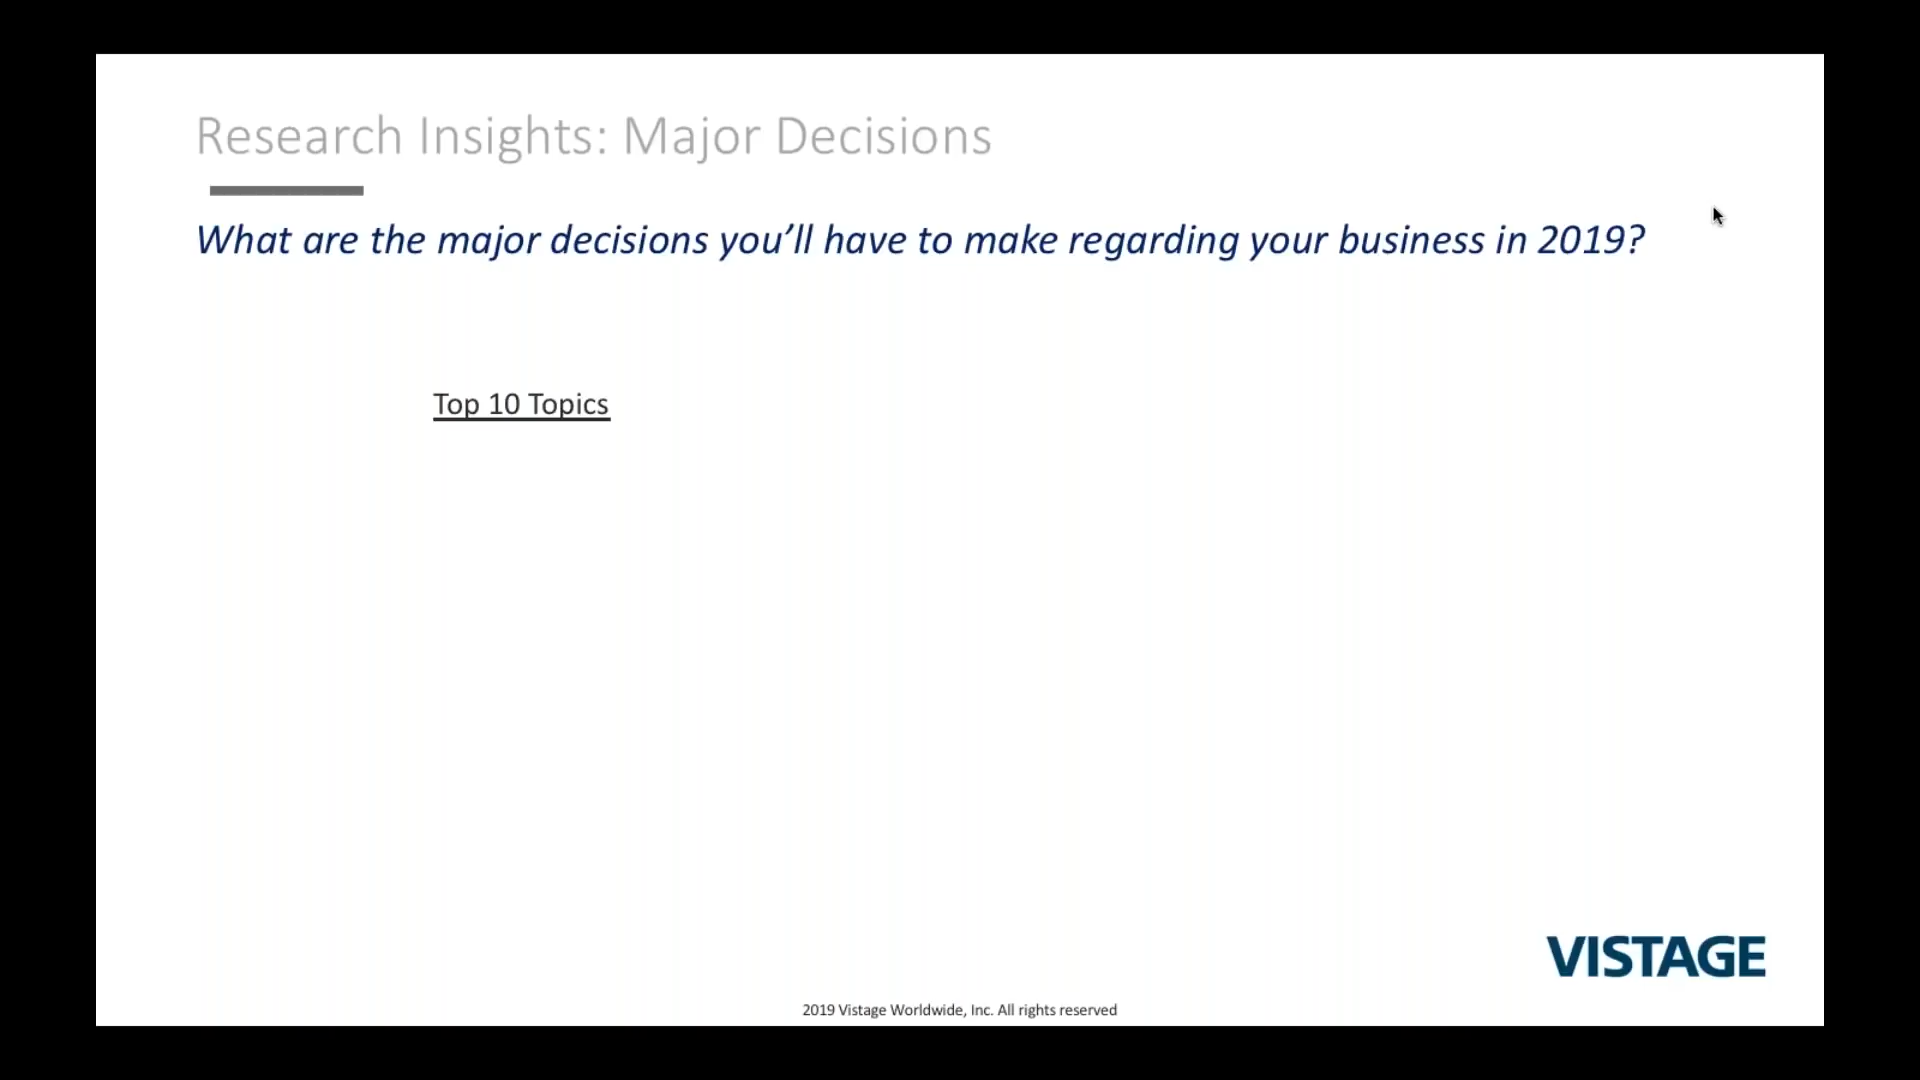 Research Insights: Major Decisions
What are the major decisions you’ll have to make regarding your business in 2019?
Top 10 Topics
VISTAGE
2019 Vistage Worldwide, Inc. All rights reserved